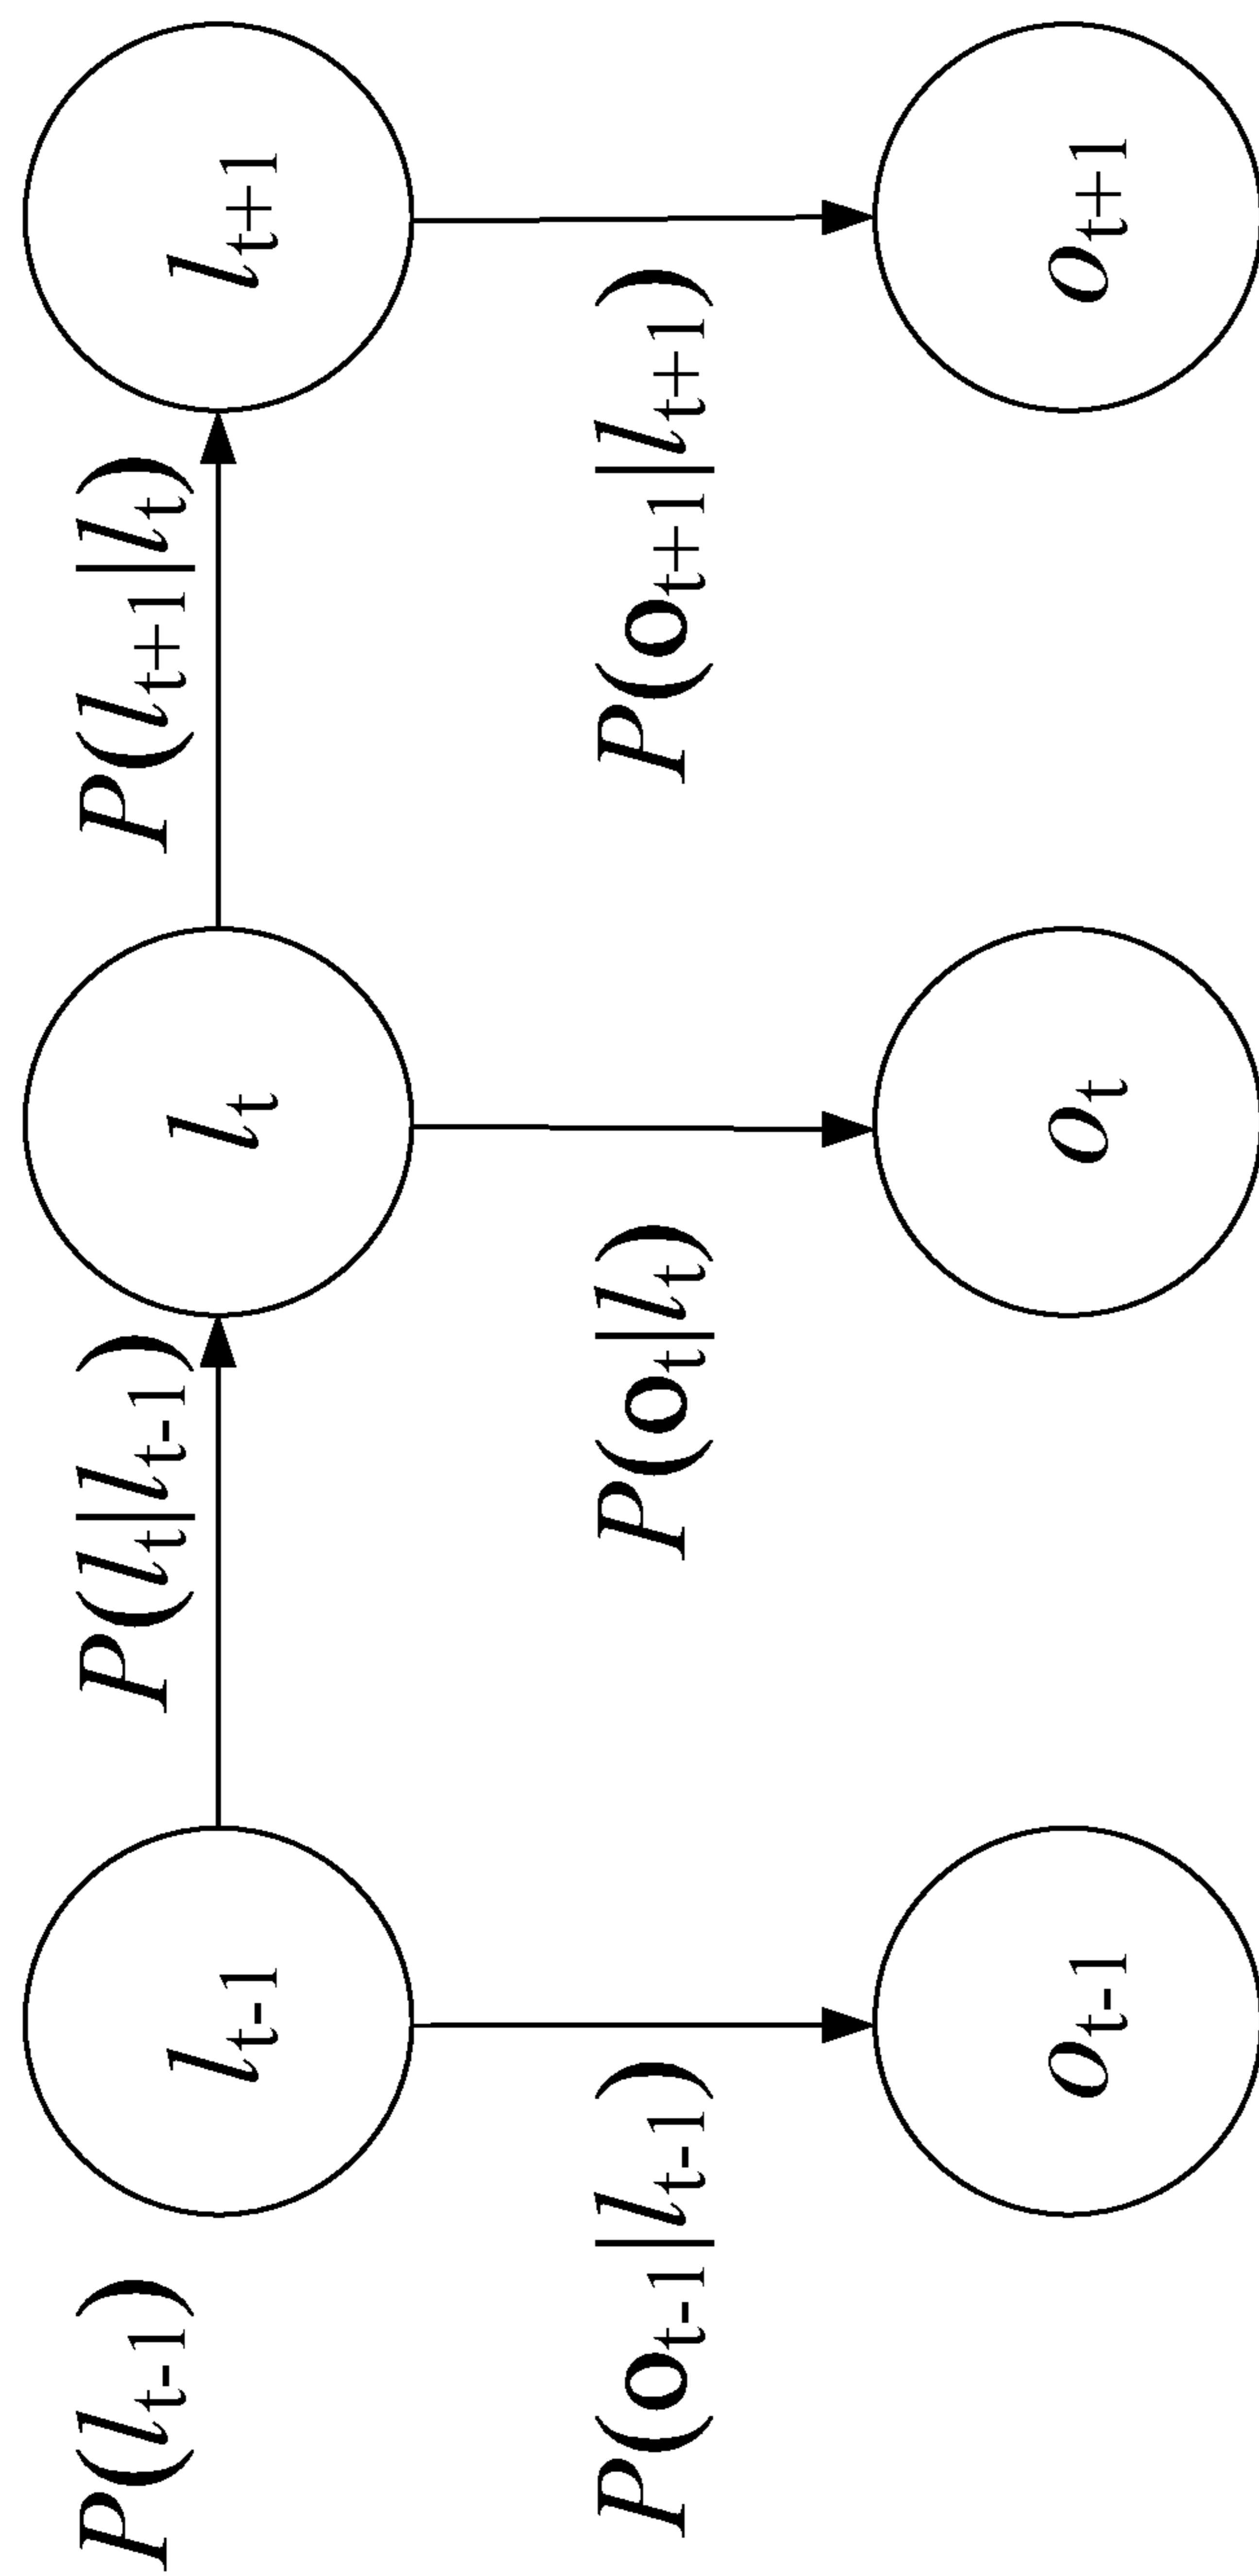 P(l_{t-1}) P(l_t|l_{t-1}) P(l_{t+1}|l_t)
l_{t-1} l_t l_{t+1}
P(o_{t-1}|l_{t-1}) P(o_t|l_t) P(o_{t+1}|l_{t+1})
o_{t-1} o_t o_{t+1}